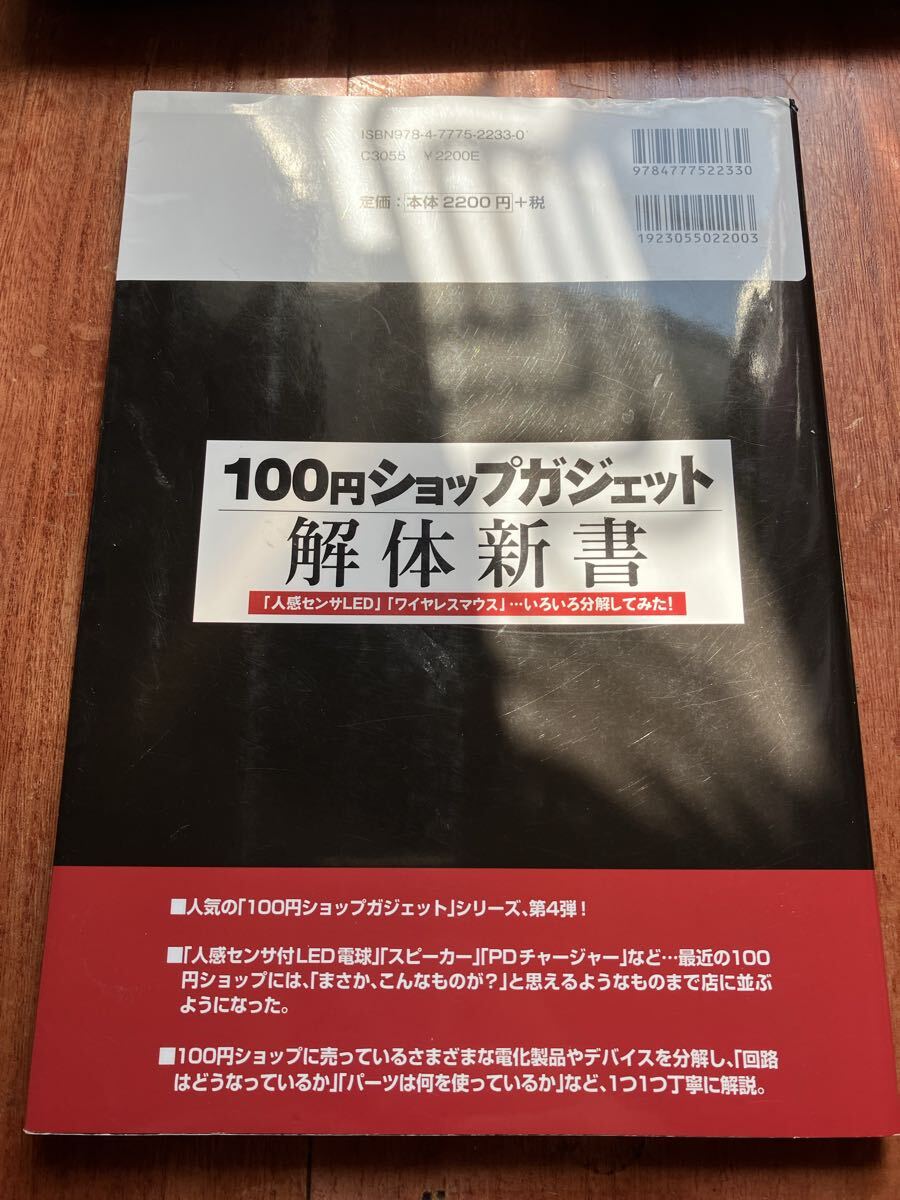 ISBN978-4-7775-2233-0
C3055 ¥2200E
定価：本体2200円+税
9784777522330
1923055022003
100円ショップガジェット
解体新書
「人感センサLED」「ワイヤレスマウス」…いろいろ分解してみた！
■人気の「100円ショップガジェット」シリーズ、第4弾！
■「人感センサ付LED電球」「スピーカー」「PDチャージャー」など…最近の100
円ショップには、「まさか、こんなものが？」と思えるようなものまで店に並ぶ
ようになった。
■100円ショップに売っているさまざまな電化製品やデバイスを分解し、「回路
はどうなっているか」「パーツは何を使っているか」など、1つ1つ丁寧に解説。